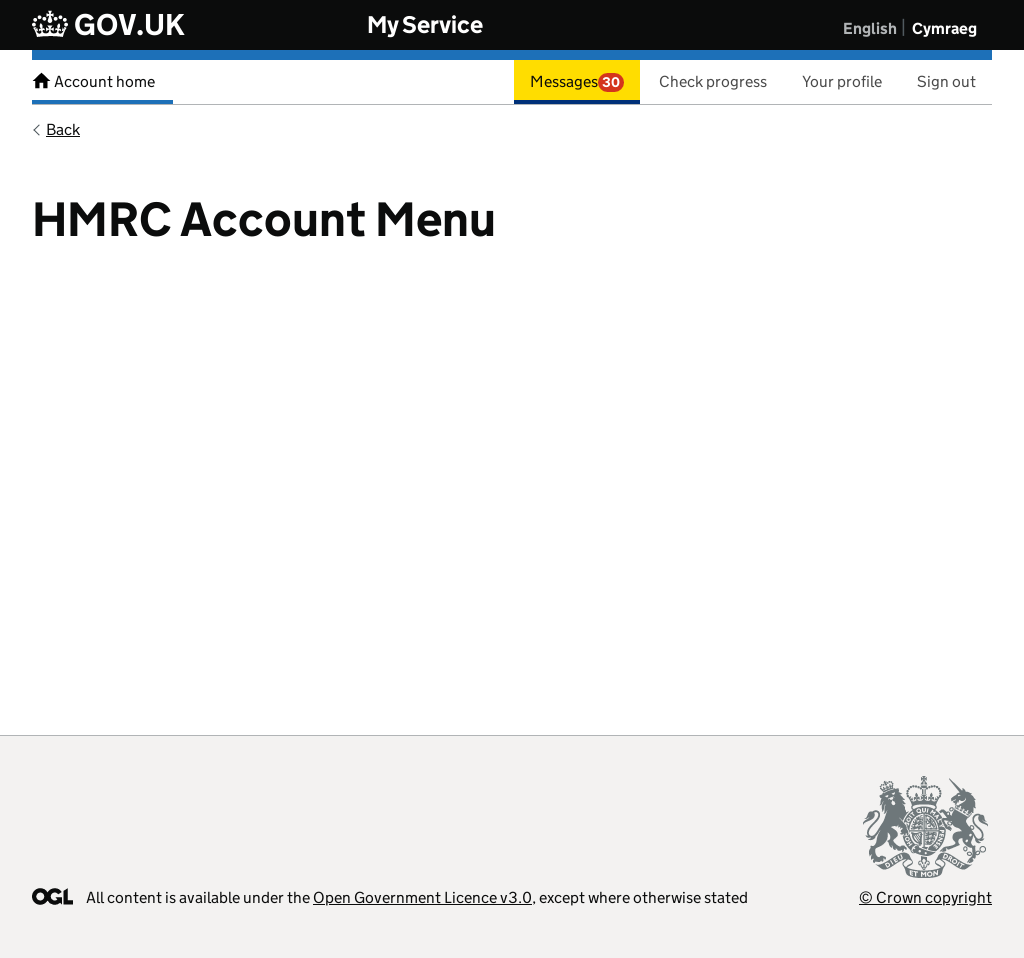 GOV.UK
My Service
English | Cymraeg
Account home
Messages 30
Check progress
Your profile
Sign out
Back
HMRC Account Menu
DIEU ET MON DROIT
OGL All content is available under the Open Government Licence v3.0, except where otherwise stated
© Crown copyright